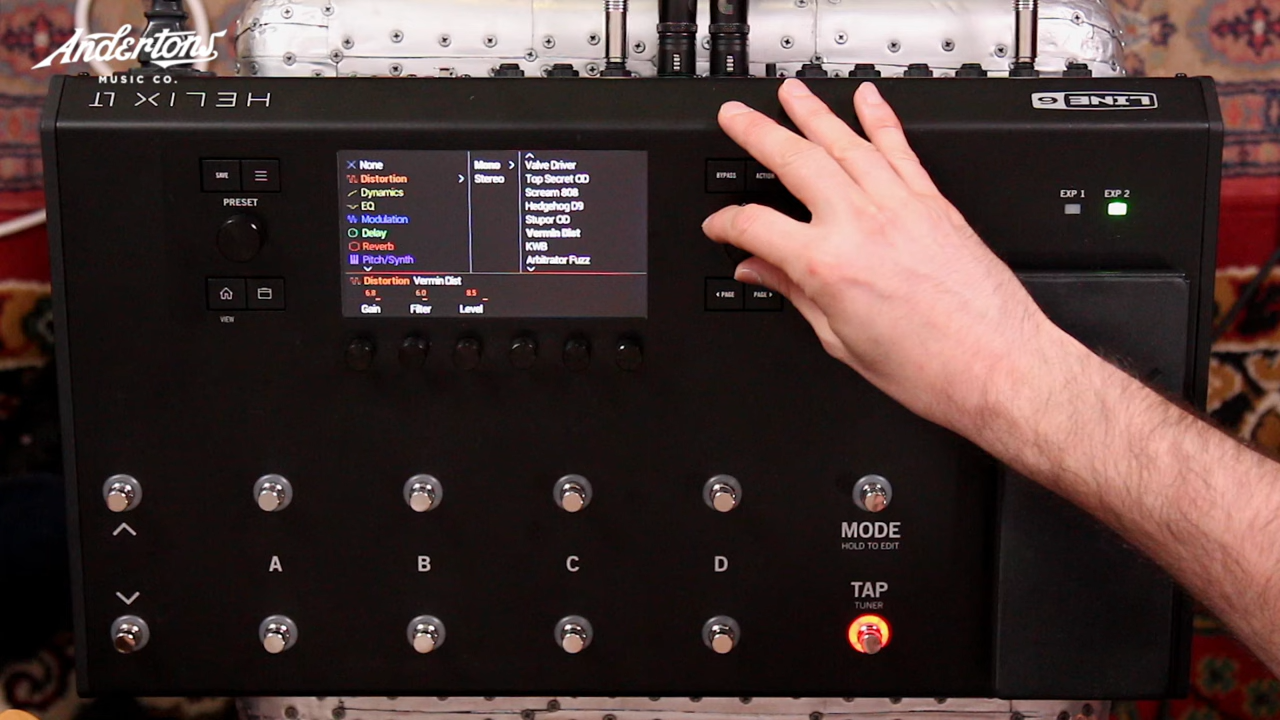 Andertons
MUSIC CO.
HELIX LT
LINE 6
SAVE
PRESET
VIEW
None
Distortion >
Dynamics
EQ
Modulation
Delay
Reverb
Pitch/Synth
Mono >
Stereo
Valve Driver
Top Secret OD
Scream 808
Hedgehog D9
Stupor OD
Vermin Dist
KWB
Arbitrator Fuzz
Distortion Vermin Dist
6.8 6.0 8.5
Gain Filter Level
BYPASS ACTION
< PAGE PAGE >
EXP 1 EXP 2
A B C D
MODE
HOLD TO EDIT
TAP
TUNER